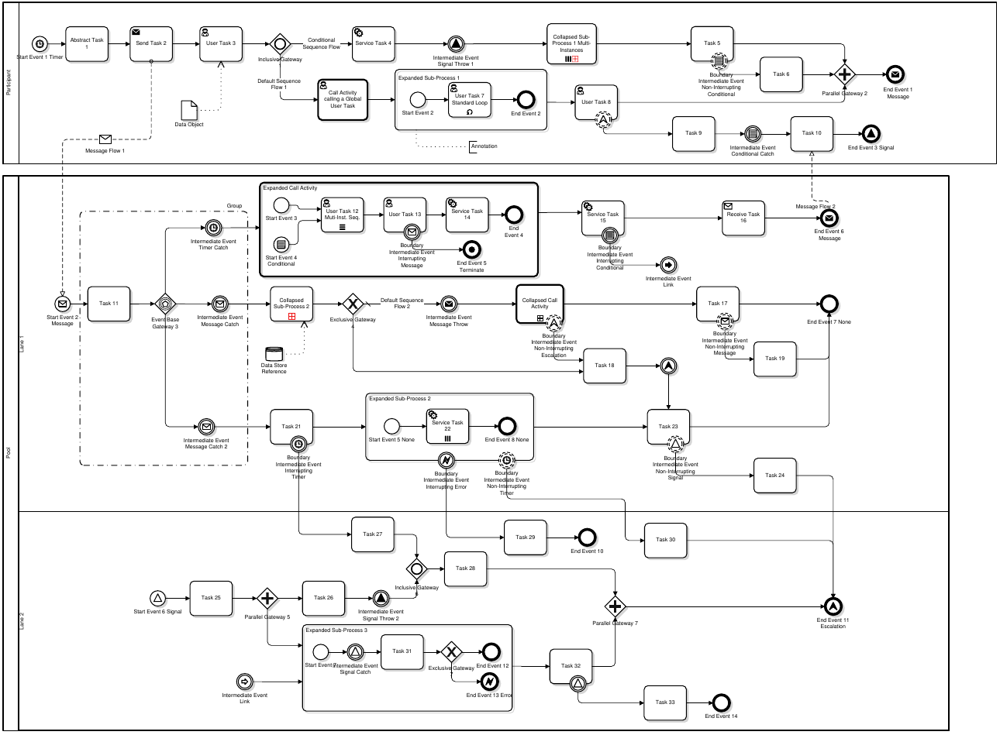 Participant
Start Event 1 Timer
Abstract Task
1
Send Task 2
User Task 3
Inclusive Gateway
Conditional
Sequence Flow
Service Task 4
Intermediate Event
Signal Throw 1
Collapsed Sub-
Process 1 Multi-
Instances
Task 5
Boundary
Intermediate Event
Non-Interrupting
Conditional
Task 6
Parallel Gateway 2
End Event 1
Message
Default Sequence
Flow 1
Call Activity
calling a Global
User Task
Expanded Sub-Process 1
Start Event 2
User Task 7
Standard Loop
End Event 2
User Task 8
Data Object
Annotation
Task 9
Intermediate Event
Conditional Catch
Task 10
End Event 3 Signal
Message Flow 1
Pool
Lane 1
Group
Expanded Call Activity
Start Event 3
User Task 12
Muti-Inst. Seq.
User Task 13
Service Task
14
End
Event 4
Start Event 4
Conditional
Boundary
Intermediate Event
Interrupting
Message
End Event 5
Terminate
Service Task
15
Boundary
Intermediate Event
Interrupting
Conditional
Intermediate Event
Link
Receive Task
16
Message Flow 2
End Event 6
Message
Intermediate Event
Timer Catch
Start Event 2
Message
Task 11
Event Base
Gateway 3
Intermediate Event
Message Catch
Collapsed
Sub-Process 2
Exclusive Gateway
4
Default Sequence
Flow 2
Intermediate Event
Message Throw
Collapsed Call
Activity
Boundary
Intermediate Event
Non-Interrupting
Escalation
Task 17
Boundary
Intermediate Event
Non-Interrupting
Message
End Event 7 None
Data Store
Reference
Task 18
Task 19
Intermediate Event
Message Catch 2
Task 21
Boundary
Intermediate Event
Interrupting
Timer
Expanded Sub-Process 2
Start Event 5 None
Service Task
22
End Event 8 None
Boundary
Intermediate Event
Interrupting Error
Boundary
Intermediate Event
Non-Interrupting
Timer
Task 23
Boundary
Intermediate Event
Non-Interrupting
Signal
Task 24
Lane 2
Task 27
Task 29
End Event 10
Task 30
Inclusive Gateway
6
Task 28
Start Event 6 Signal
Task 25
Parallel Gateway 5
Task 26
Intermediate Event
Signal Throw 2
Parallel Gateway 7
End Event 11
Escalation
Expanded Sub-Process 3
Start Event
Intermediate Event
Signal Catch
Task 31
Exclusive Gateway
End Event 12
End Event 13 Error
Intermediate Event
Link
Task 32
Task 33
End Event 14